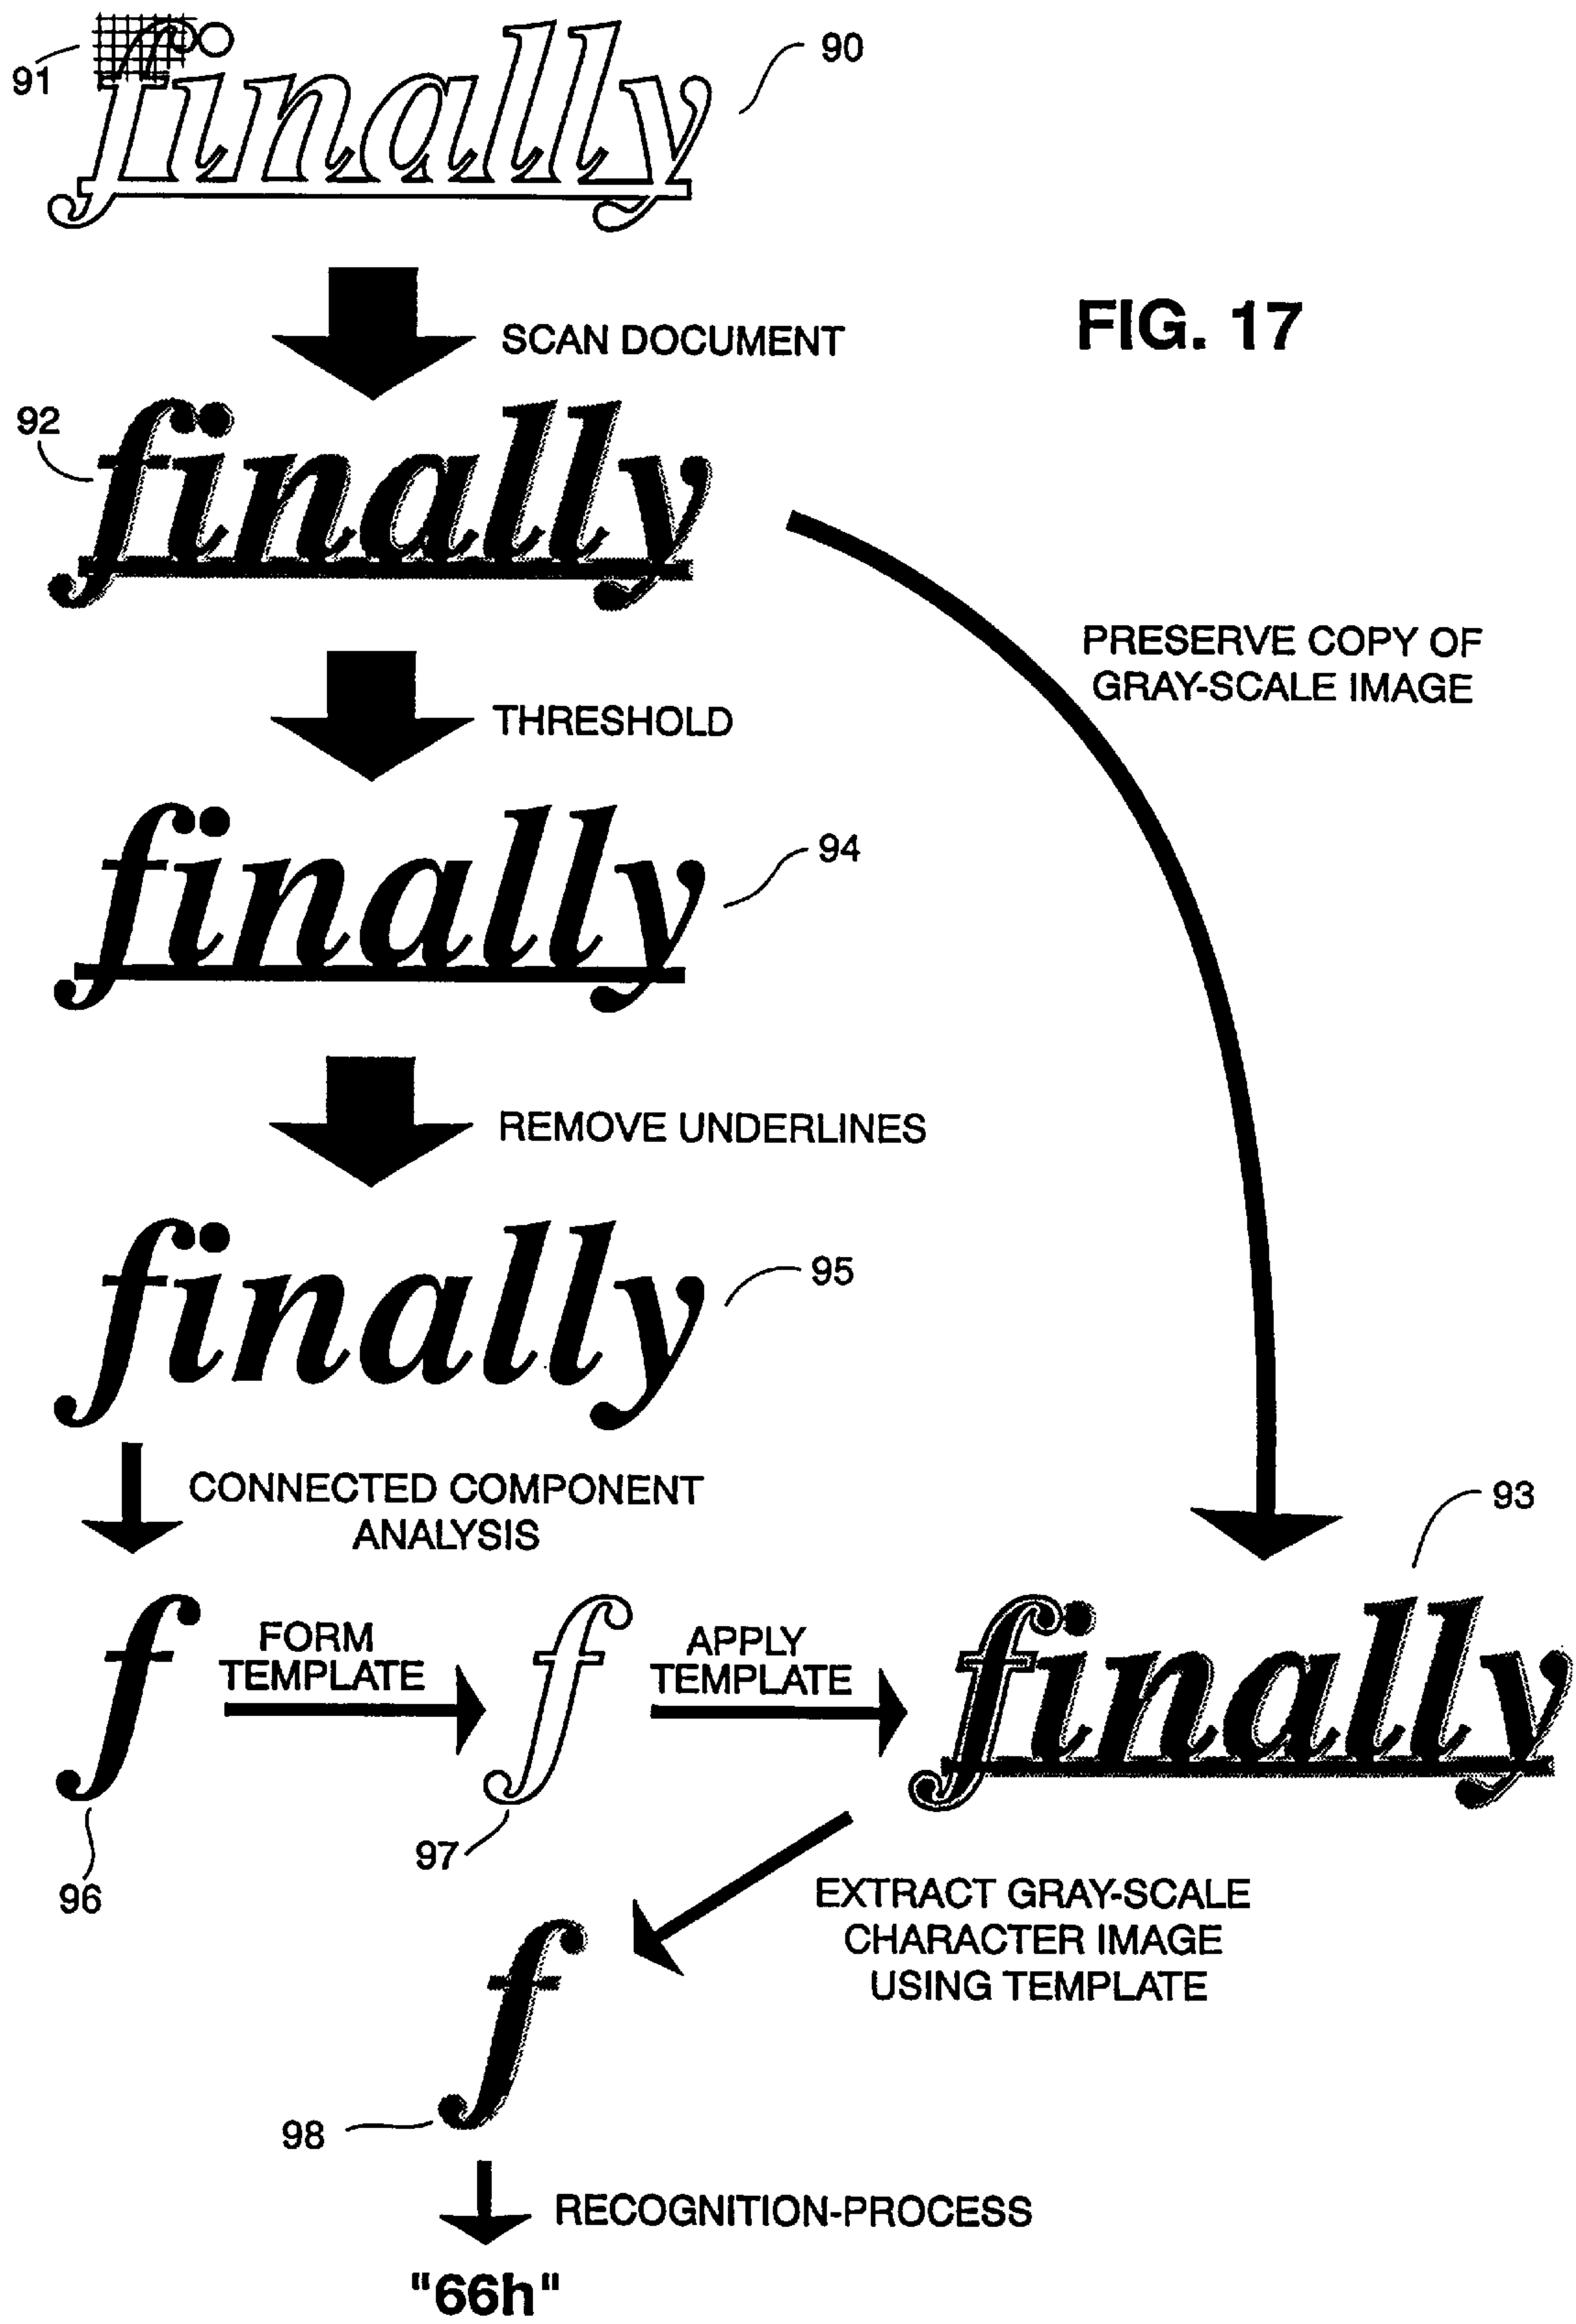 91
finally
90
SCAN DOCUMENT
FIG. 17
92
finally
PRESERVE COPY OF
GRAY-SCALE IMAGE
THRESHOLD
finally
94
REMOVE UNDERLINES
finally
95
CONNECTED COMPONENT
ANALYSIS
93
f
FORM
TEMPLATE
f
APPLY
TEMPLATE
finally
96
97
EXTRACT GRAY-SCALE
CHARACTER IMAGE
USING TEMPLATE
f
98
RECOGNITION-PROCESS
"66h"